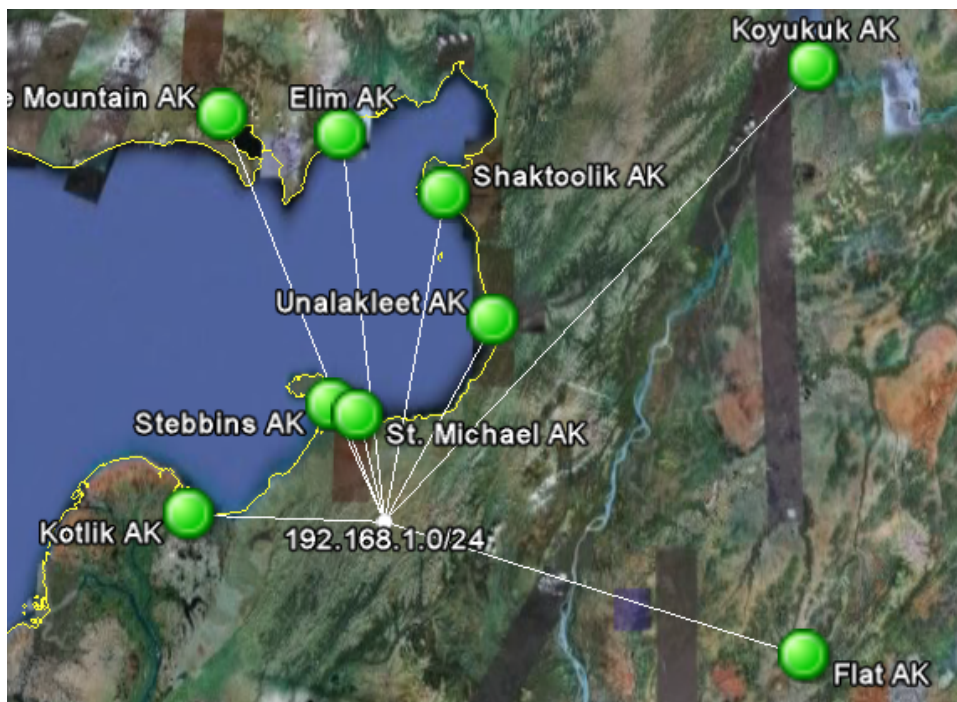 Koyukuk AK
e Mountain AK
Elim AK
Shaktoolik AK
Unalakleet AK
Stebbins AK
St. Michael AK
Kotlik AK
192.168.1.0/24
Flat AK